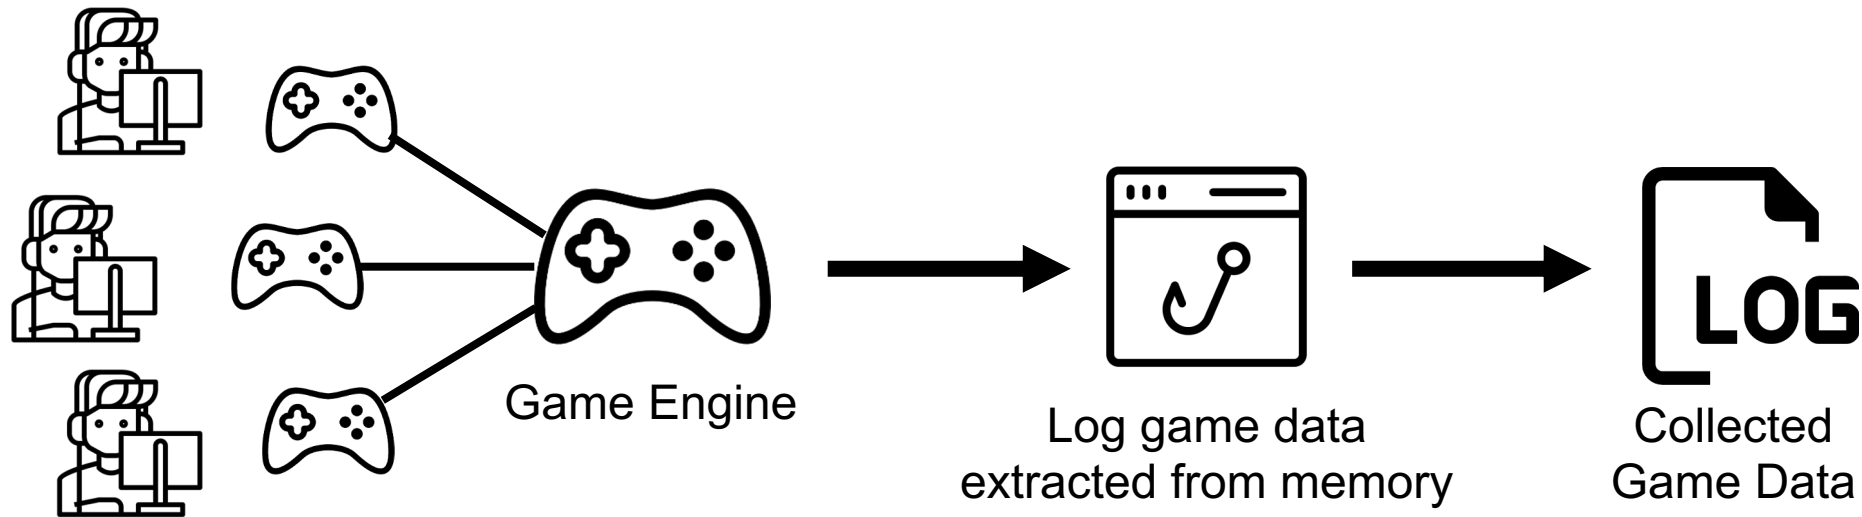 Game Engine
Log game data
extracted from memory
LOG
Collected
Game Data